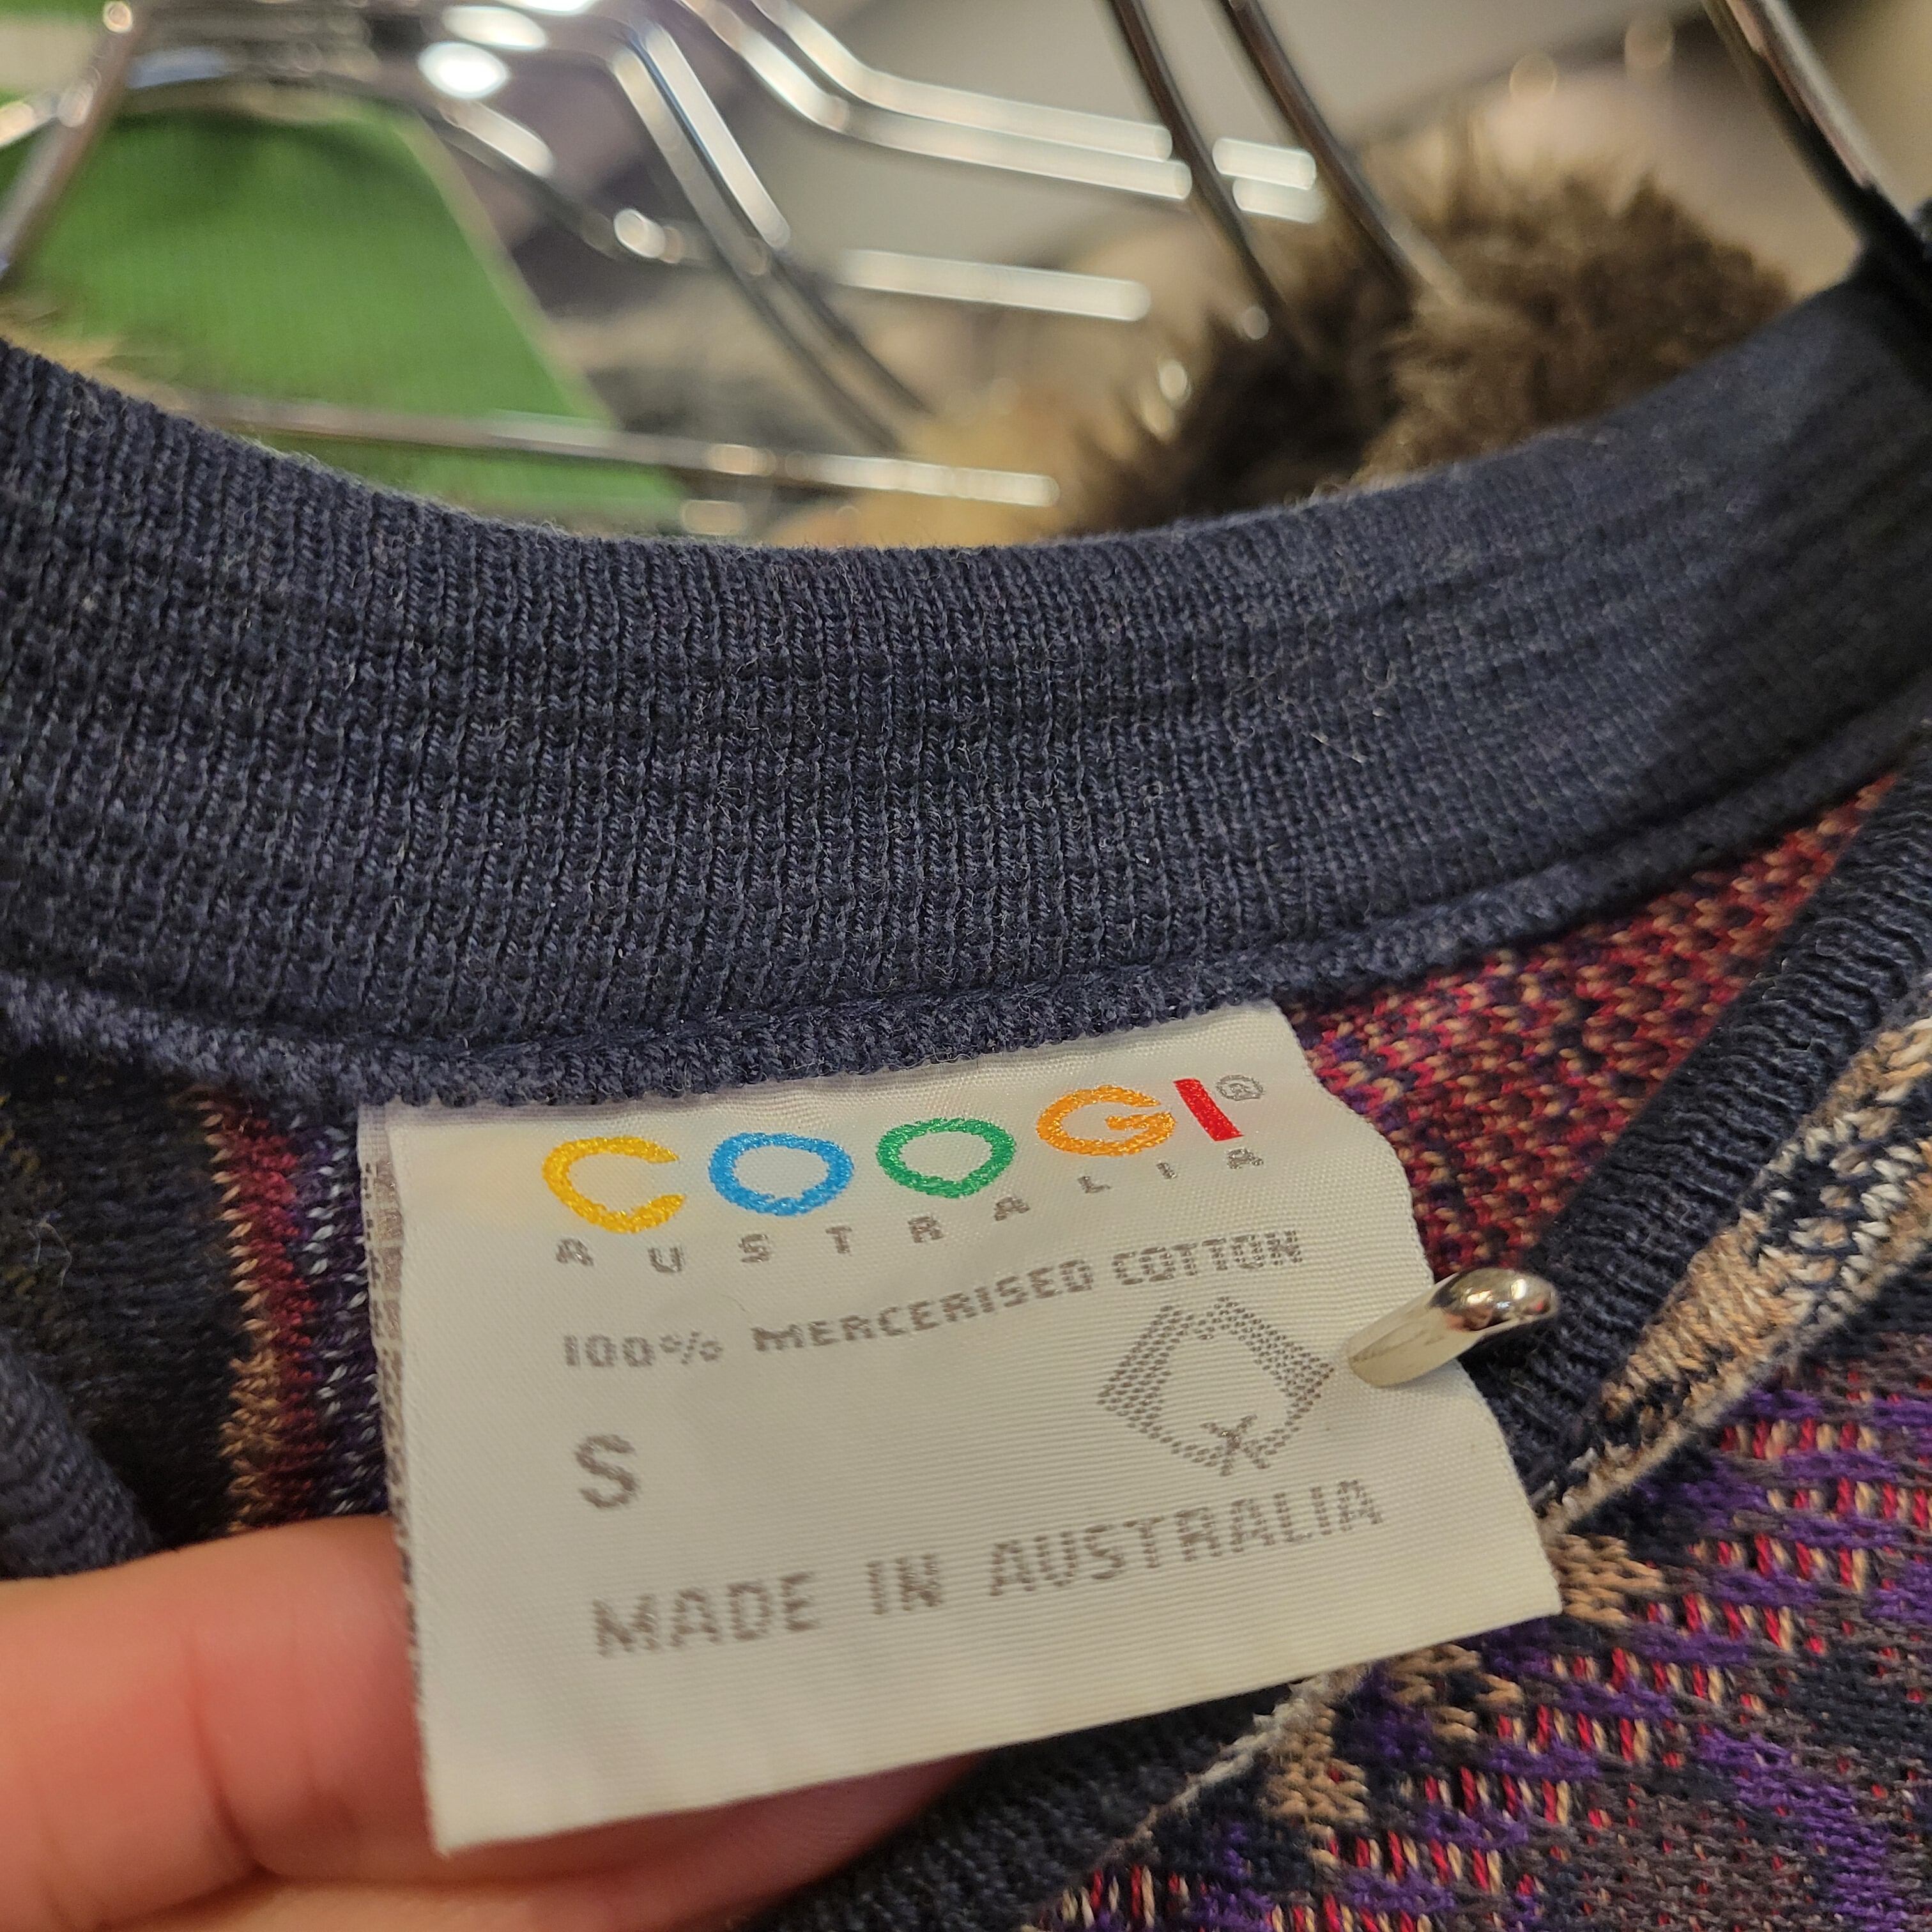 COOGI®
AUSTRALIA
100% MERCERISED COTTON
S
MADE IN AUSTRALIA